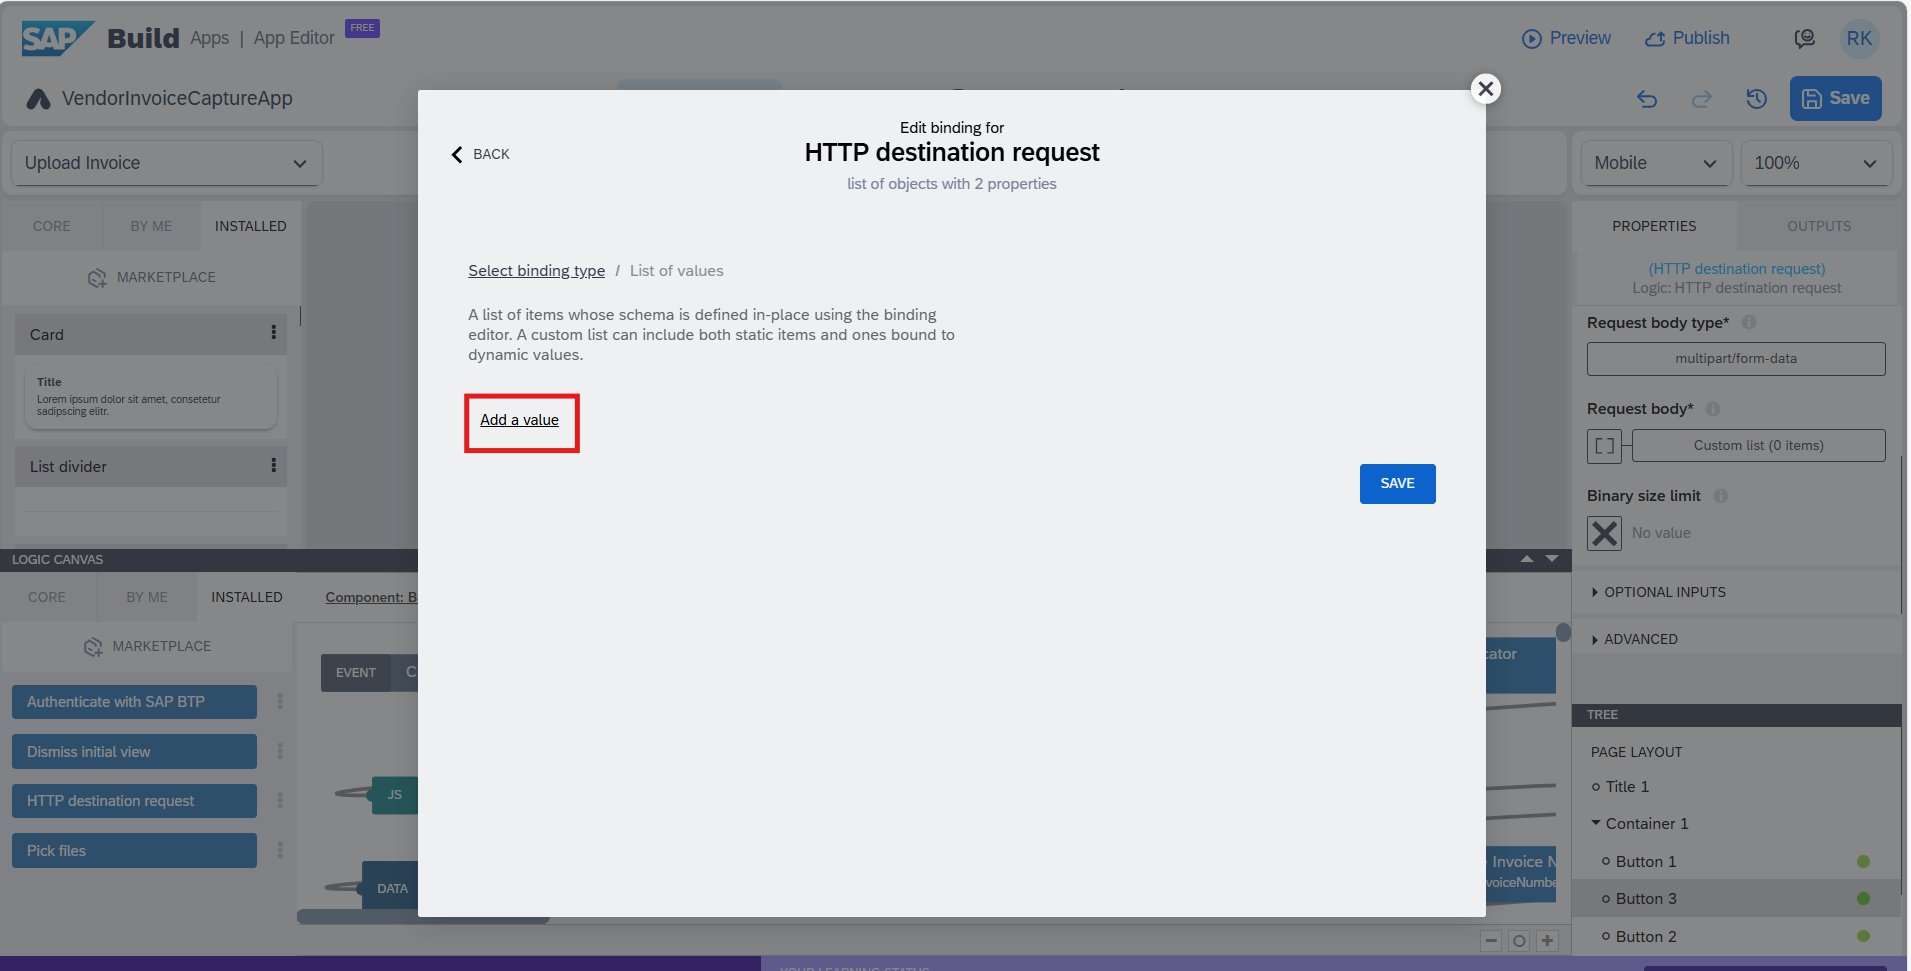 SAP Build Apps | App Editor FREE
Preview
Publish
RK
VendorInvoiceCaptureApp
Save
Upload Invoice
Mobile
100%
CORE
BY ME
INSTALLED
MARKETPLACE
Card
Title
Lorem ipsum dolor sit amet, consetetur
sadipscing elitr.
List divider
BACK
Edit binding for
HTTP destination request
list of objects with 2 properties
Select binding type / List of values
A list of items whose schema is defined in-place using the binding
editor. A custom list can include both static items and ones bound to
dynamic values.
Add a value
SAVE
PROPERTIES
OUTPUTS
(HTTP destination request)
Logic: HTTP destination request
Request body type*
multipart/form-data
Request body*
Custom list (0 items)
Binary size limit
No value
OPTIONAL INPUTS
ADVANCED
LOGIC CANVAS
CORE
BY ME
INSTALLED
Component: B
MARKETPLACE
EVENT
C
Authenticate with SAP BTP
Dismiss initial view
HTTP destination request
Pick files
JS
DATA
cator
Invoice N
voiceNumbe
TREE
PAGE LAYOUT
Title 1
Container 1
Button 1
Button 3
Button 2
YOUR LEARNING STATUS